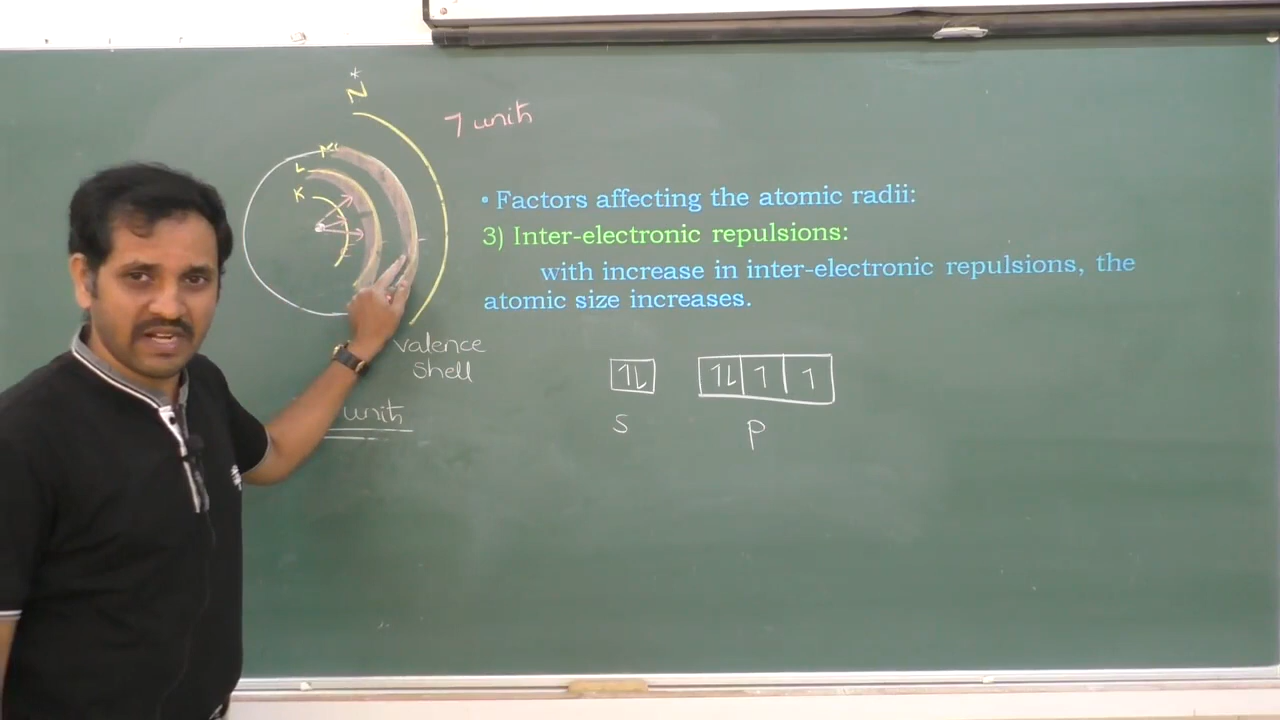 N*
7 unit
M
L
K
• Factors affecting the atomic radii:
3) Inter-electronic repulsions:
with increase in inter-electronic repulsions, the
atomic size increases.
valence
shell
unit
1L 1L 1 1
S P